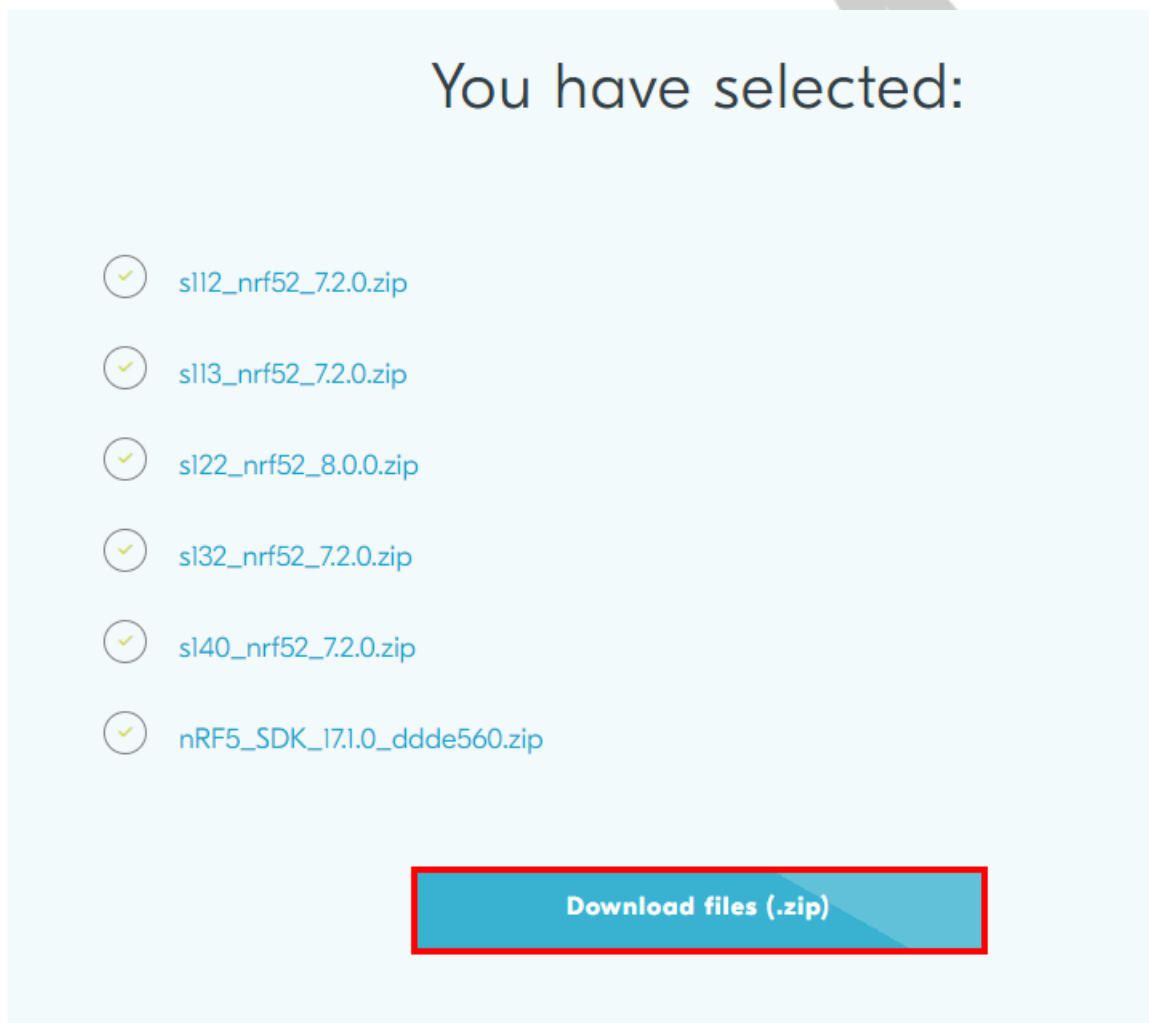 You have selected:
s112_nrf52_7.2.0.zip
s113_nrf52_7.2.0.zip
s122_nrf52_8.0.0.zip
s132_nrf52_7.2.0.zip
s140_nrf52_7.2.0.zip
nRF5_SDK_17.1.0_ddde560.zip
Download files (.zip)